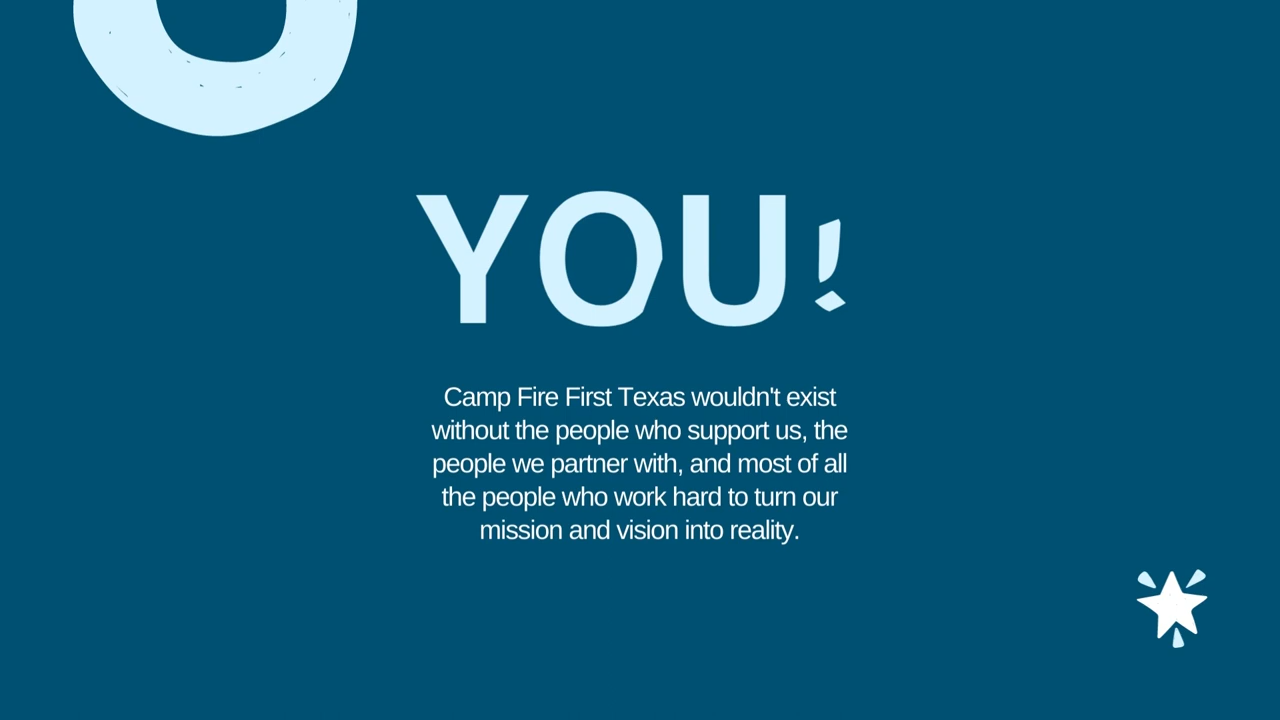 YOU!
Camp Fire First Texas wouldn't exist
without the people who support us, the
people we partner with, and most of all
the people who work hard to turn our
mission and vision into reality.